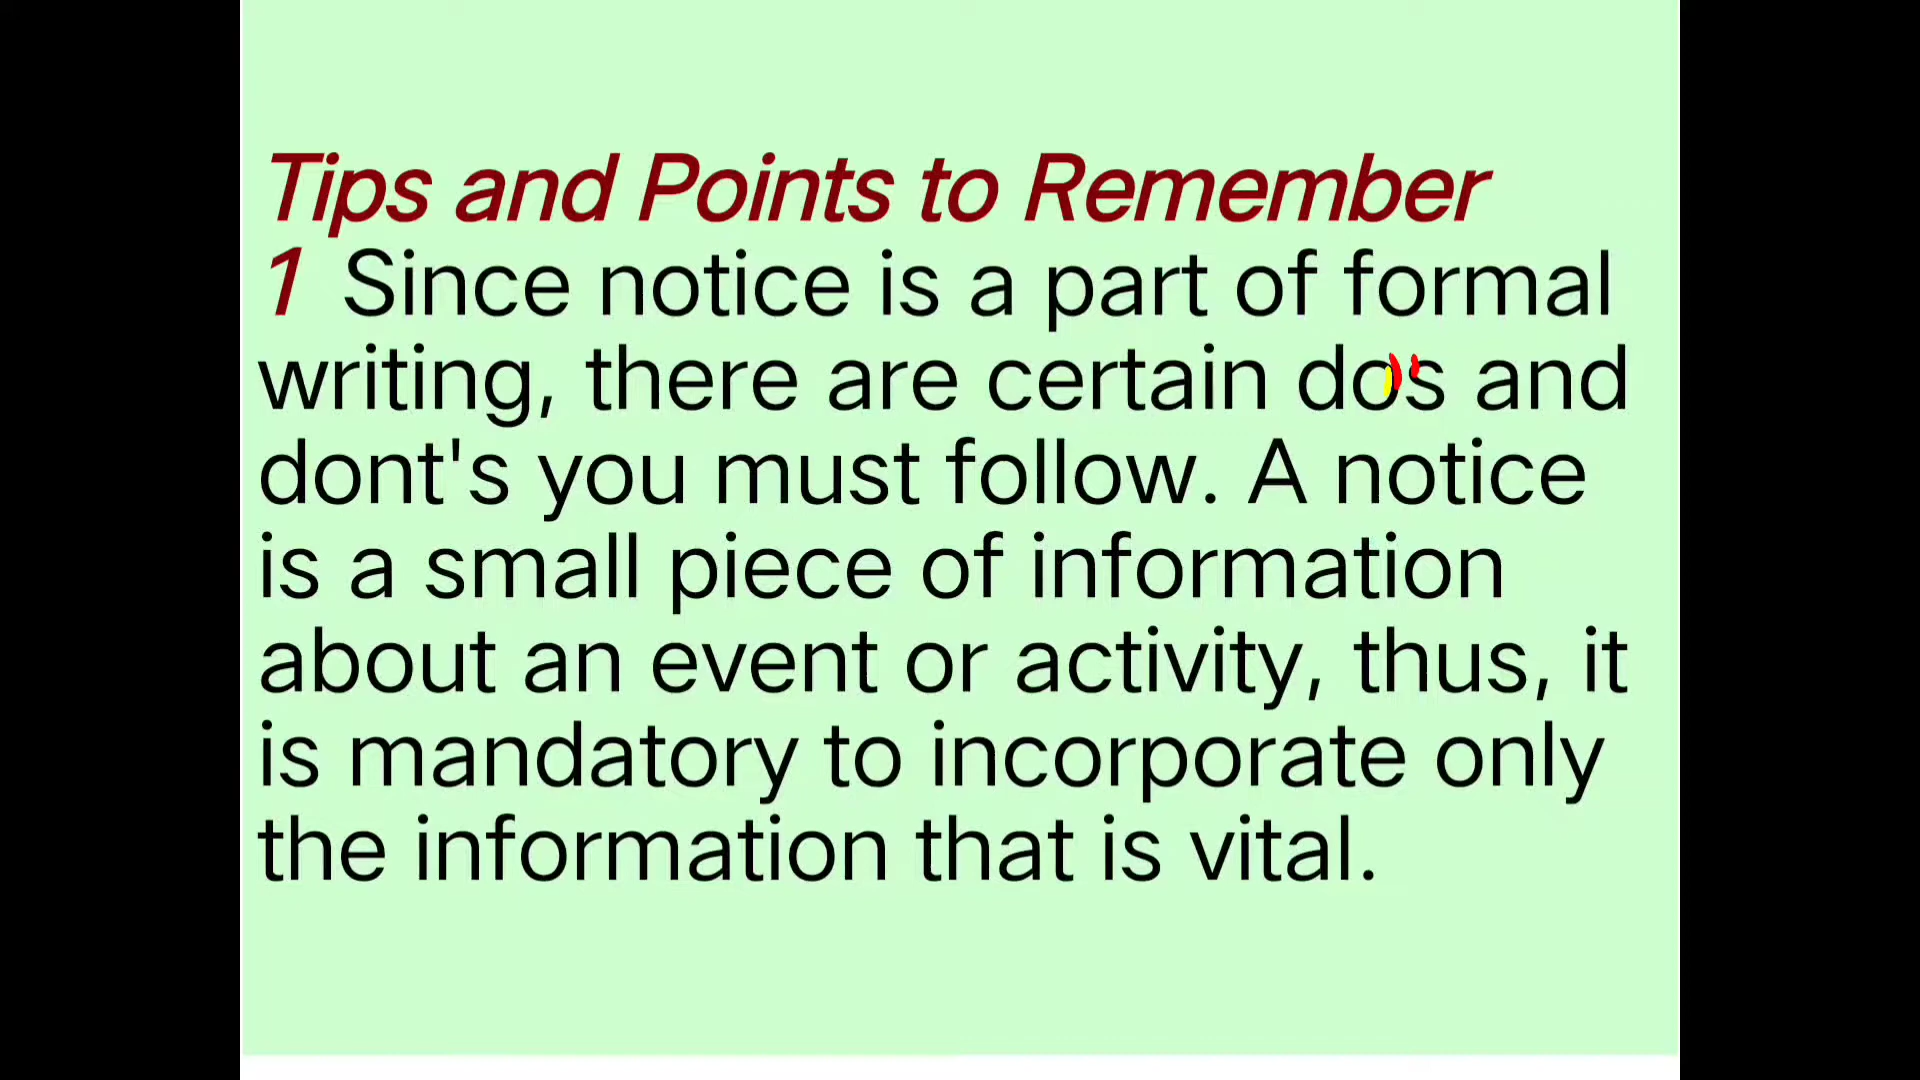 Tips and Points to Remember
1 Since notice is a part of formal
writing, there are certain dos and
dont's you must follow. A notice
is a small piece of information
about an event or activity, thus, it
is mandatory to incorporate only
the information that is vital.